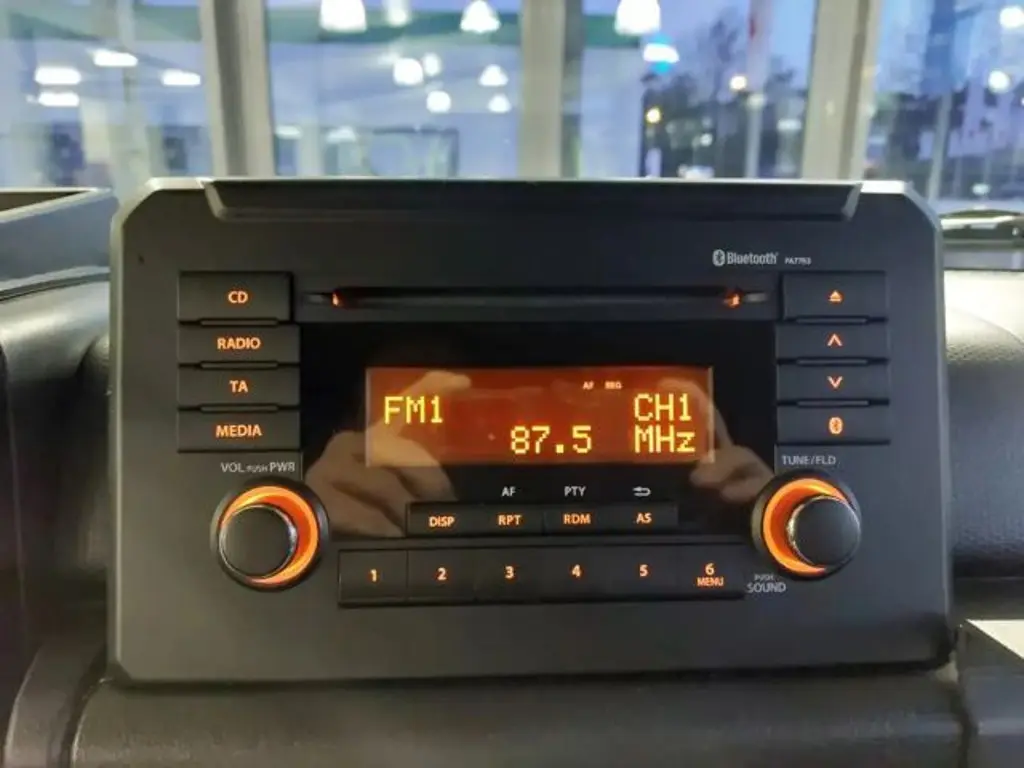 Bluetooth PA7793
CD
RADIO
TA
MEDIA
AF REG
FM1 CH1
87.5 MHz
VOL PUSH PWR
TUNE/FLD
AF PTY
DISP RPT RDM AS
1 2 3 4 5 6
MENU
PUSH
SOUND